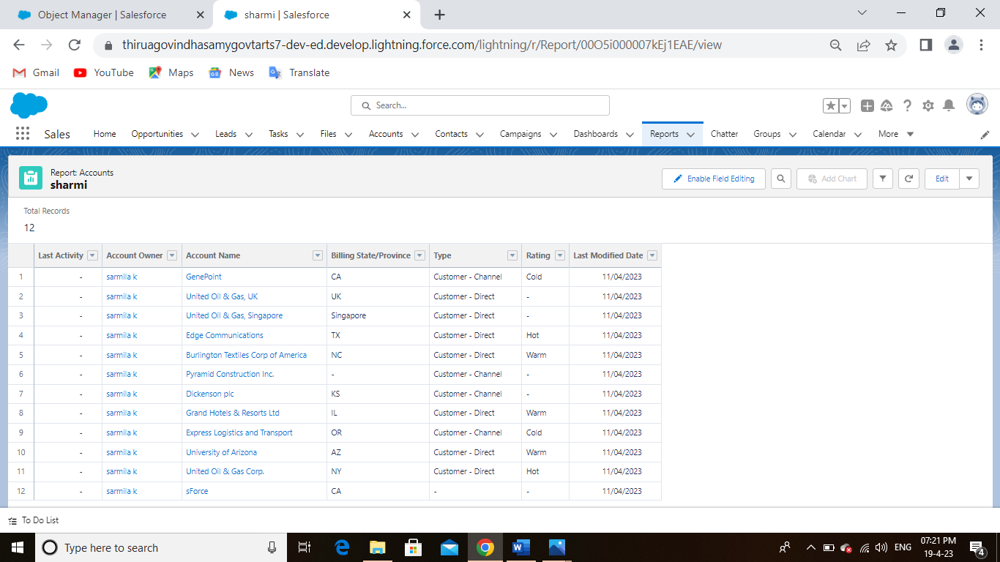 Object Manager | Salesforce
sharmi | Salesforce
thiruagovindhasamygovtarts7-dev-ed.develop.lightning.force.com/lightning/r/Report/00O5i000007kEj1EAE/view
Gmail YouTube Maps News Translate
Search...
Sales Home Opportunities Leads Tasks Files Accounts Contacts Campaigns Dashboards Reports Chatter Groups Calendar More
Report: Accounts
sharmi
Enable Field Editing Add Chart Edit
Total Records
12
Last Activity Account Owner Account Name Billing State/Province Type Rating Last Modified Date
1 - sarmila k GenePoint CA Customer - Channel Cold 11/04/2023
2 - sarmila k United Oil & Gas, UK UK Customer - Direct - 11/04/2023
3 - sarmila k United Oil & Gas, Singapore Singapore Customer - Direct - 11/04/2023
4 - sarmila k Edge Communications TX Customer - Direct Hot 11/04/2023
5 - sarmila k Burlington Textiles Corp of America NC Customer - Direct Warm 11/04/2023
6 - sarmila k Pyramid Construction Inc. - Customer - Channel - 11/04/2023
7 - sarmila k Dickenson plc KS Customer - Channel - 11/04/2023
8 - sarmila k Grand Hotels & Resorts Ltd IL Customer - Direct Warm 11/04/2023
9 - sarmila k Express Logistics and Transport OR Customer - Channel Cold 11/04/2023
10 - sarmila k University of Arizona AZ Customer - Direct Warm 11/04/2023
11 - sarmila k United Oil & Gas Corp. NY Customer - Direct Hot 11/04/2023
12 - sarmila k sForce CA - - 11/04/2023
To Do List
Type here to search
ENG
07:21 PM
19-4-23
4